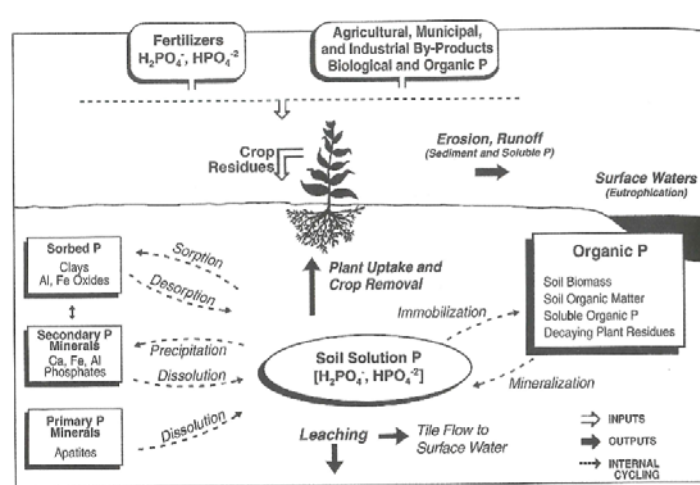 Fertilizers
H₂PO₄⁻, HPO₄⁻²
Agricultural, Municipal,
and Industrial By-Products
Biological and Organic P
Crop
Residues
Erosion, Runoff
(Sediment and Soluble P)
Surface Waters
(Eutrophication)
Sorbed P
Clays
Al, Fe Oxides
Sorption
Desorption
Plant Uptake and
Crop Removal
Organic P
Soil Biomass
Soil Organic Matter
Soluble Organic P
Decaying Plant Residues
Immobilization
Secondary P
Minerals
Ca, Fe, Al
Phosphates
Precipitation
Dissolution
Soil Solution P
[H₂PO₄⁻, HPO₄⁻²]
Mineralization
Primary P
Minerals
Apatites
Dissolution
Leaching
Tile Flow to
Surface Water
INPUTS
OUTPUTS
INTERNAL
CYCLING